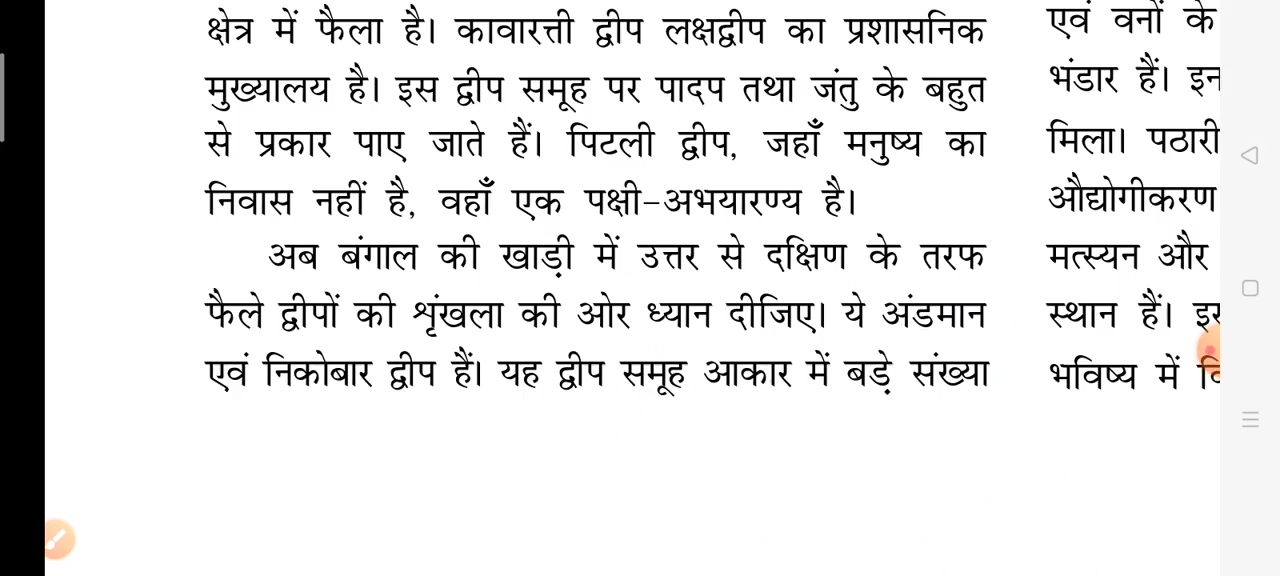 क्षेत्र में फैला है। कावारत्ती द्वीप लक्षद्वीप का प्रशासनिक
मुख्यालय है। इस द्वीप समूह पर पादप तथा जंतु के बहुत
से प्रकार पाए जाते हैं। पिटली द्वीप, जहाँ मनुष्य का
निवास नहीं है, वहाँ एक पक्षी-अभयारण्य है।
अब बंगाल की खाड़ी में उत्तर से दक्षिण के तरफ
फैले द्वीपों की शृंखला की ओर ध्यान दीजिए। ये अंडमान
एवं निकोबार द्वीप हैं। यह द्वीप समूह आकार में बड़े संख्या
एवं वनों के
भंडार हैं। इन
मिला। पठारी
औद्योगीकरण
मत्स्यन और
स्थान हैं।
भविष्य में